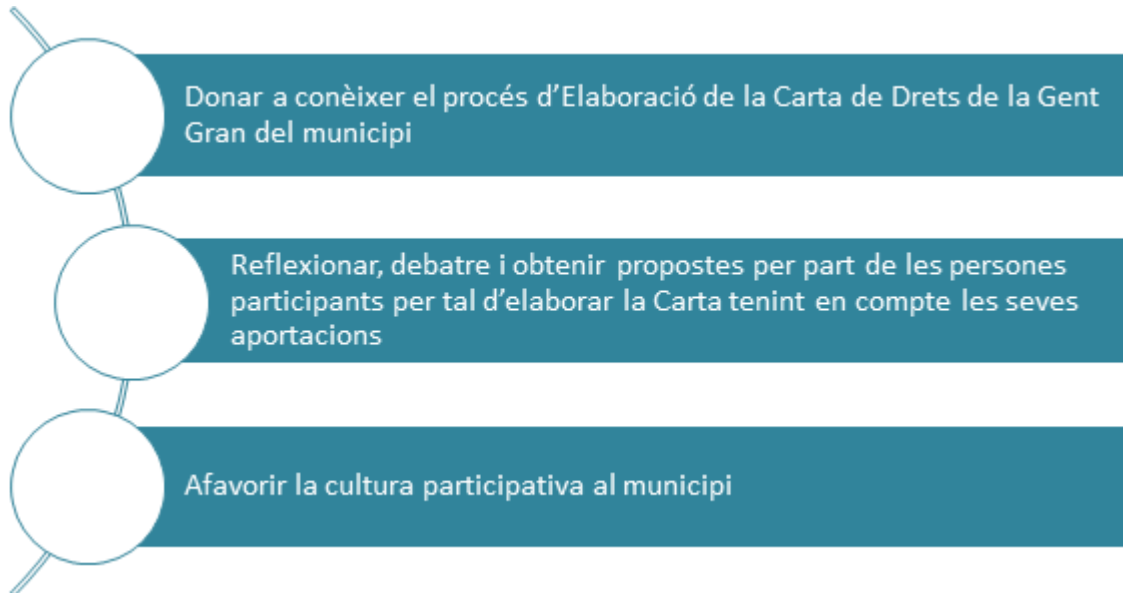 Donar a conèixer el procés d’Elaboració de la Carta de Drets de la Gent
Gran del municipi
Reflexionar, debatre i obtenir propostes per part de les persones
participants per tal d’elaborar la Carta tenint en compte les seves
aportacions
Afavorir la cultura participativa al municipi